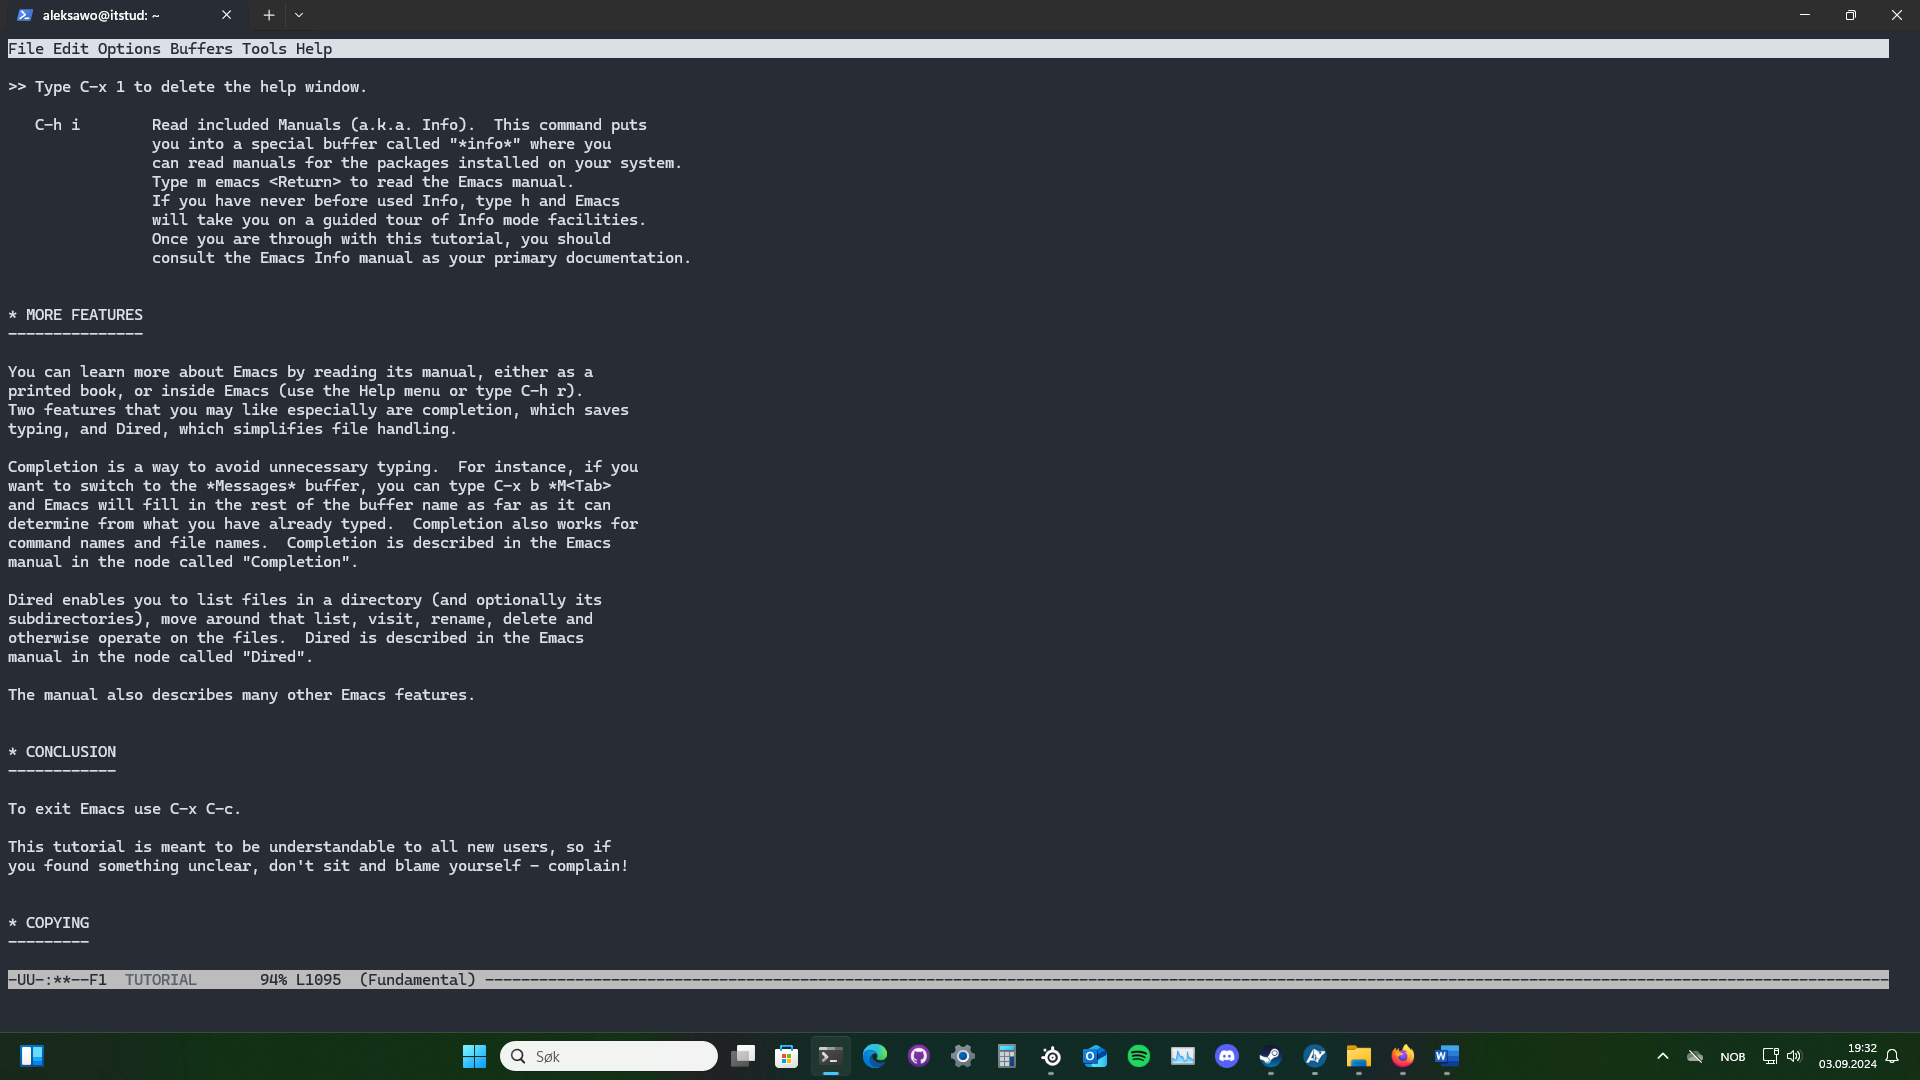 aleksawo@itstud: ~
File Edit Options Buffers Tools Help
>> Type C-x 1 to delete the help window.
C-h i Read included Manuals (a.k.a. Info). This command puts
you into a special buffer called "*info*" where you
can read manuals for the packages installed on your system.
Type m emacs <Return> to read the Emacs manual.
If you have never before used Info, type h and Emacs
will take you on a guided tour of Info mode facilities.
Once you are through with this tutorial, you should
consult the Emacs Info manual as your primary documentation.
* MORE FEATURES
---------------
You can learn more about Emacs by reading its manual, either as a
printed book, or inside Emacs (use the Help menu or type C-h r).
Two features that you may like especially are completion, which saves
typing, and Dired, which simplifies file handling.
Completion is a way to avoid unnecessary typing. For instance, if you
want to switch to the *Messages* buffer, you can type C-x b *M<Tab>
and Emacs will fill in the rest of the buffer name as far as it can
determine from what you have already typed. Completion also works for
command names and file names. Completion is described in the Emacs
manual in the node called "Completion".
Dired enables you to list files in a directory (and optionally its
subdirectories), move around that list, visit, rename, delete and
otherwise operate on the files. Dired is described in the Emacs
manual in the node called "Dired".
The manual also describes many other Emacs features.
* CONCLUSION
------------
To exit Emacs use C-x C-c.
This tutorial is meant to be understandable to all new users, so if
you found something unclear, don't sit and blame yourself - complain!
* COPYING
---------
-UU-:**--F1 TUTORIAL 94% L1095 (Fundamental) ------------------------------------------------------------
Søk
NOB
19:32
03.09.2024